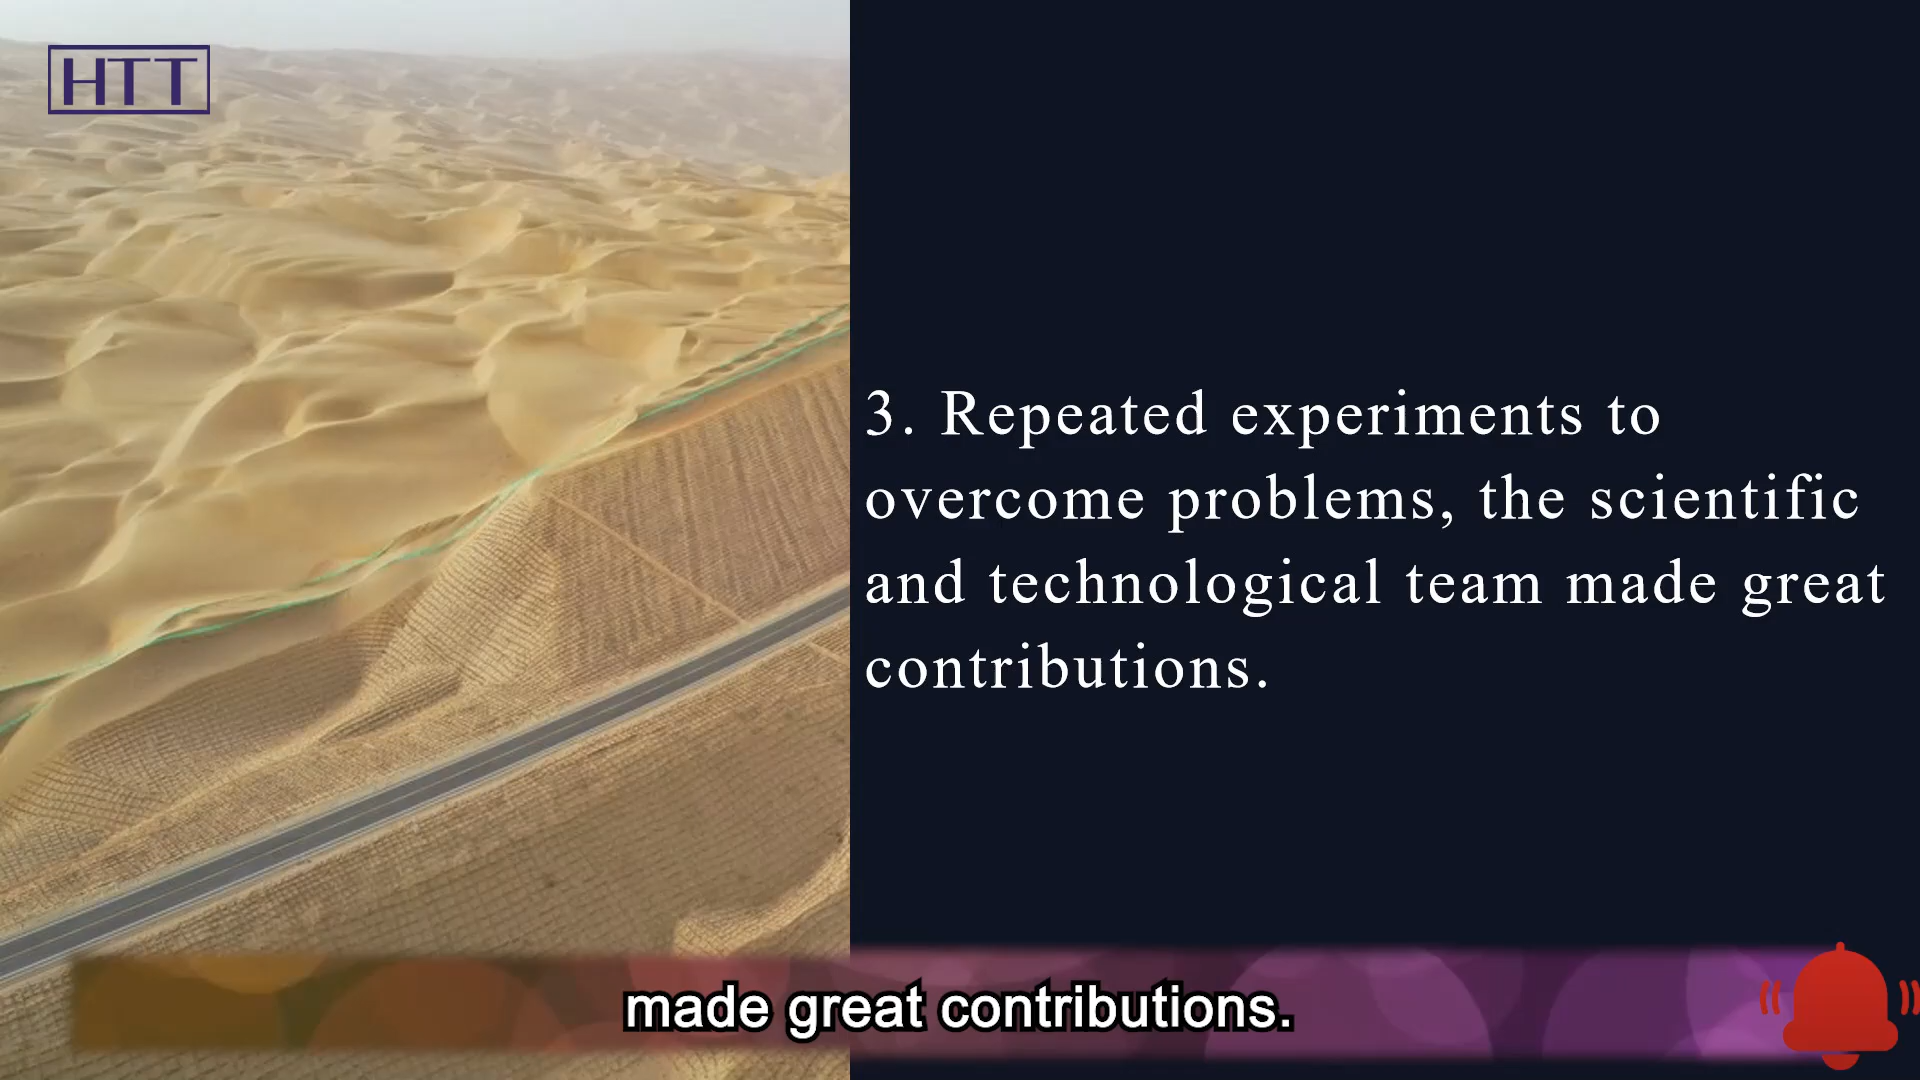 HTT
3. Repeated experiments to
overcome problems, the scientific
and technological team made great
contributions.
made great contributions.